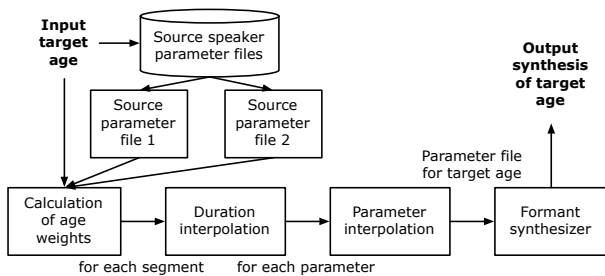 Input
target
age
Source speaker
parameter files
Output
synthesis
of target
age
Source
parameter
file 1
Source
parameter
file 2
Parameter file
for target age
Calculation
of age
weights
Duration
interpolation
Parameter
interpolation
Formant
synthesizer
for each segment
for each parameter